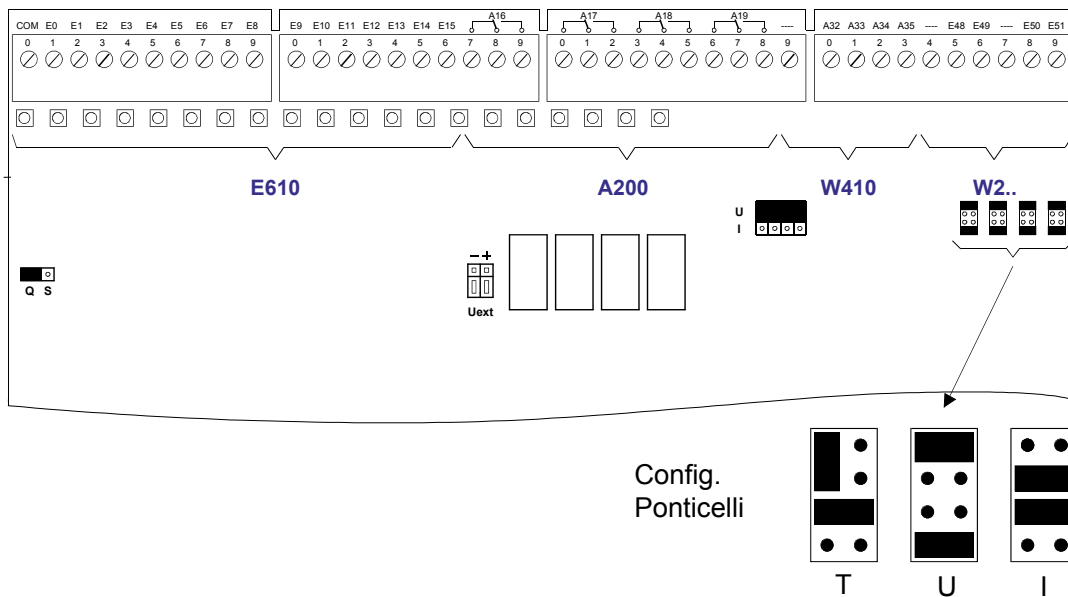 COM E0 E1 E2 E3 E4 E5 E6 E7 E8 E9 E10 E11 E12 E13 E14 E15 A16 A17 A18 A19 ---- A32 A33 A34 A35 ---- E48 E49 ---- E50 E51
0 1 2 3 4 5 6 7 8 9 0 1 2 3 4 5 6 7 8 9 0 1 2 3 4 5 6 7 8 9 0 1 2 3 4 5 6 7 8 9
E610 A200 W410 W2..
U
I
Q S
− +
Uext
Config.
Ponticelli
T U I